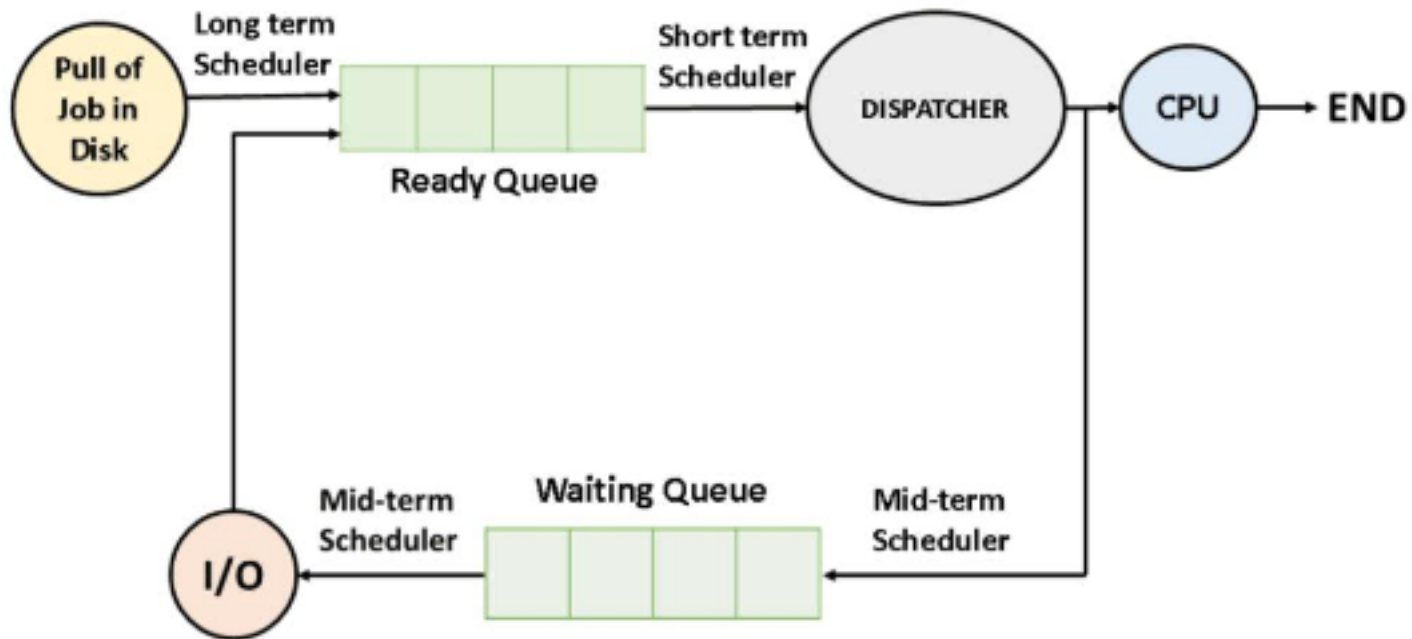 Pull of
Job in
Disk
Long term
Scheduler
Ready Queue
Short term
Scheduler
DISPATCHER
CPU
END
I/O
Mid-term
Scheduler
Waiting Queue
Mid-term
Scheduler